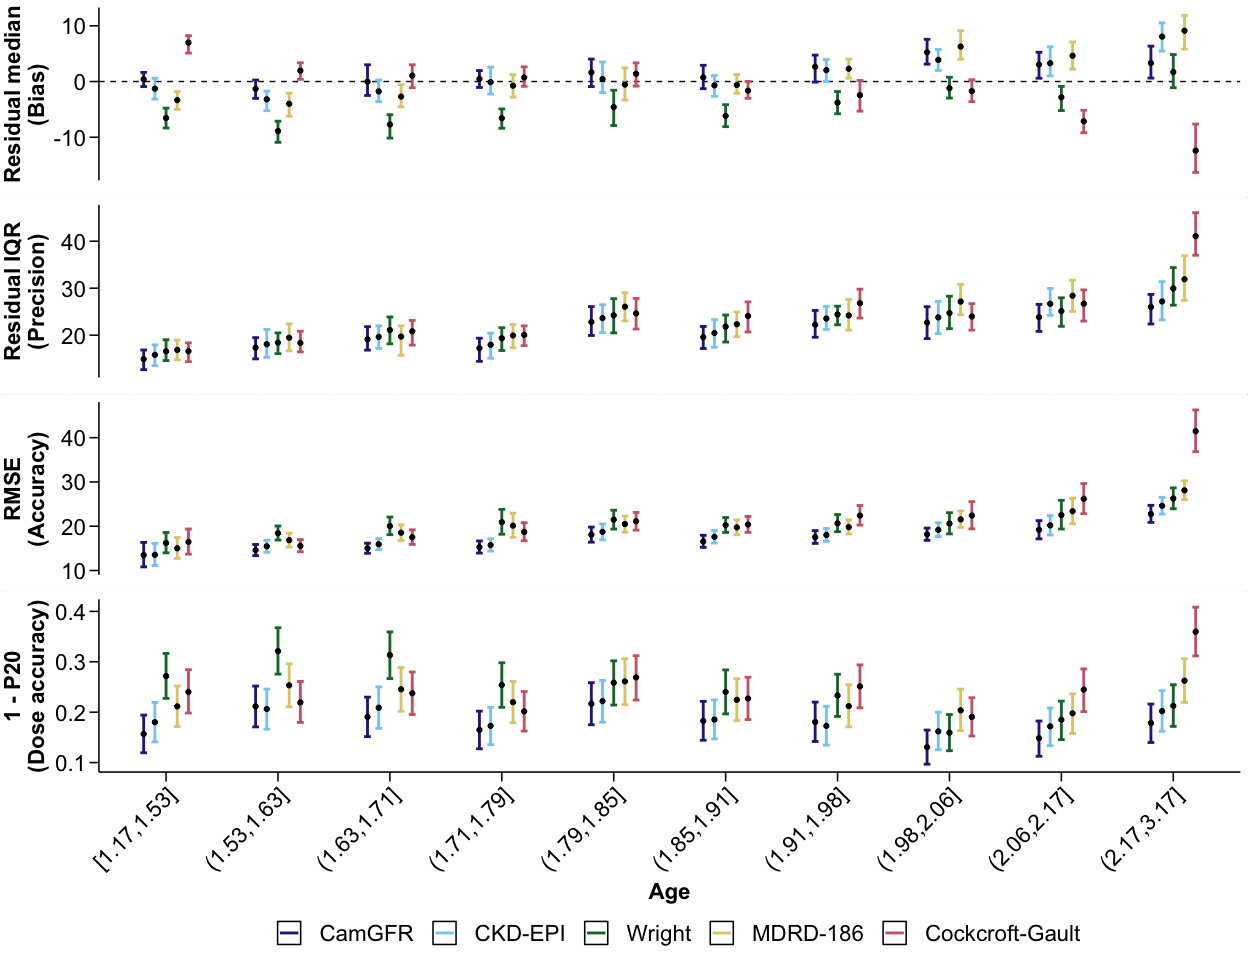 Residual median
(Bias)
10
0
-10
Residual IQR
(Precision)
40
30
20
RMSE
(Accuracy)
40
30
20
10
1 - P20
(Dose accuracy)
0.4
0.3
0.2
0.1
[1.17,1.53]
(1.53,1.63]
(1.63,1.71]
(1.71,1.79]
(1.79,1.85]
(1.85,1.91]
(1.91,1.98]
(1.98,2.06]
(2.06,2.17]
(2.17,3.17]
Age
CamGFR CKD-EPI Wright MDRD-186 Cockcroft-Gault